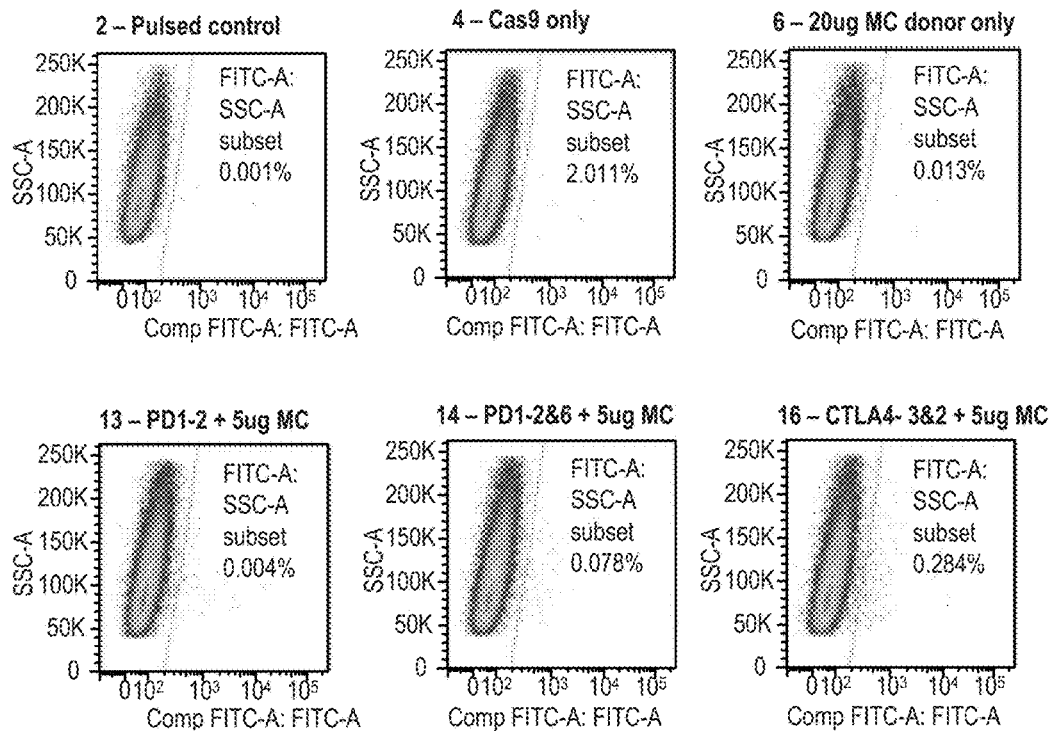 2 – Pulsed control
250K
200K
150K
100K
50K
0
SSC-A
FITC-A:
SSC-A
subset
0.001%
0 10² 10³ 10⁴ 10⁵
Comp FITC-A: FITC-A
4 – Cas9 only
250K
200K
150K
100K
50K
0
SSC-A
FITC-A:
SSC-A
subset
2.011%
0 10² 10³ 10⁴ 10⁵
Comp FITC-A: FITC-A
6 – 20ug MC donor only
250K
200K
150K
100K
50K
0
SSC-A
FITC-A:
SSC-A
subset
0.013%
0 10² 10³ 10⁴ 10⁵
Comp FITC-A: FITC-A
13 – PD1-2 + 5ug MC
250K
200K
150K
100K
50K
0
SSC-A
FITC-A:
SSC-A
subset
0.004%
0 10² 10³ 10⁴ 10⁵
Comp FITC-A: FITC-A
14 – PD1-2&6 + 5ug MC
250K
200K
150K
100K
50K
0
SSC-A
FITC-A:
SSC-A
subset
0.078%
0 10² 10³ 10⁴ 10⁵
Comp FITC-A: FITC-A
16 – CTLA4- 3&2 + 5ug MC
250K
200K
150K
100K
50K
0
SSC-A
FITC-A:
SSC-A
subset
0.284%
0 10² 10³ 10⁴ 10⁵
Comp FITC-A: FITC-A